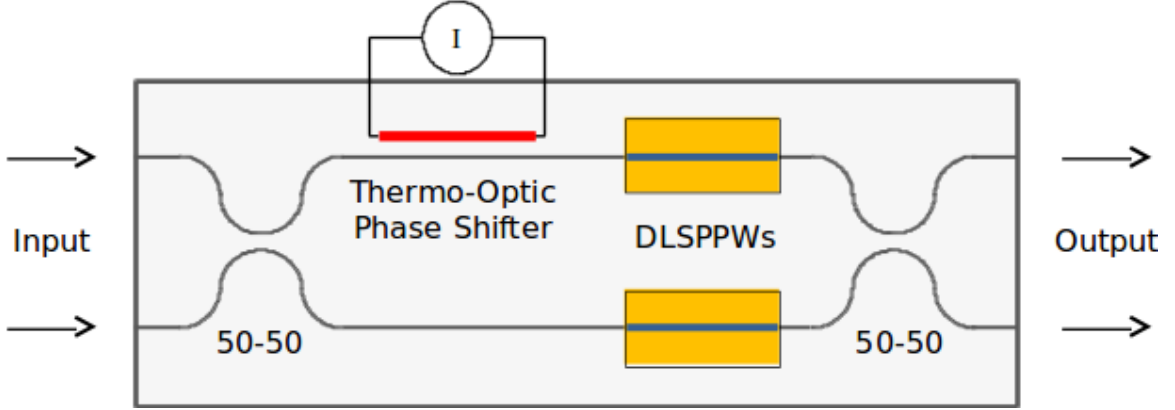 I
Thermo-Optic
Phase Shifter
DLSPPWs
Input
Output
50-50
50-50